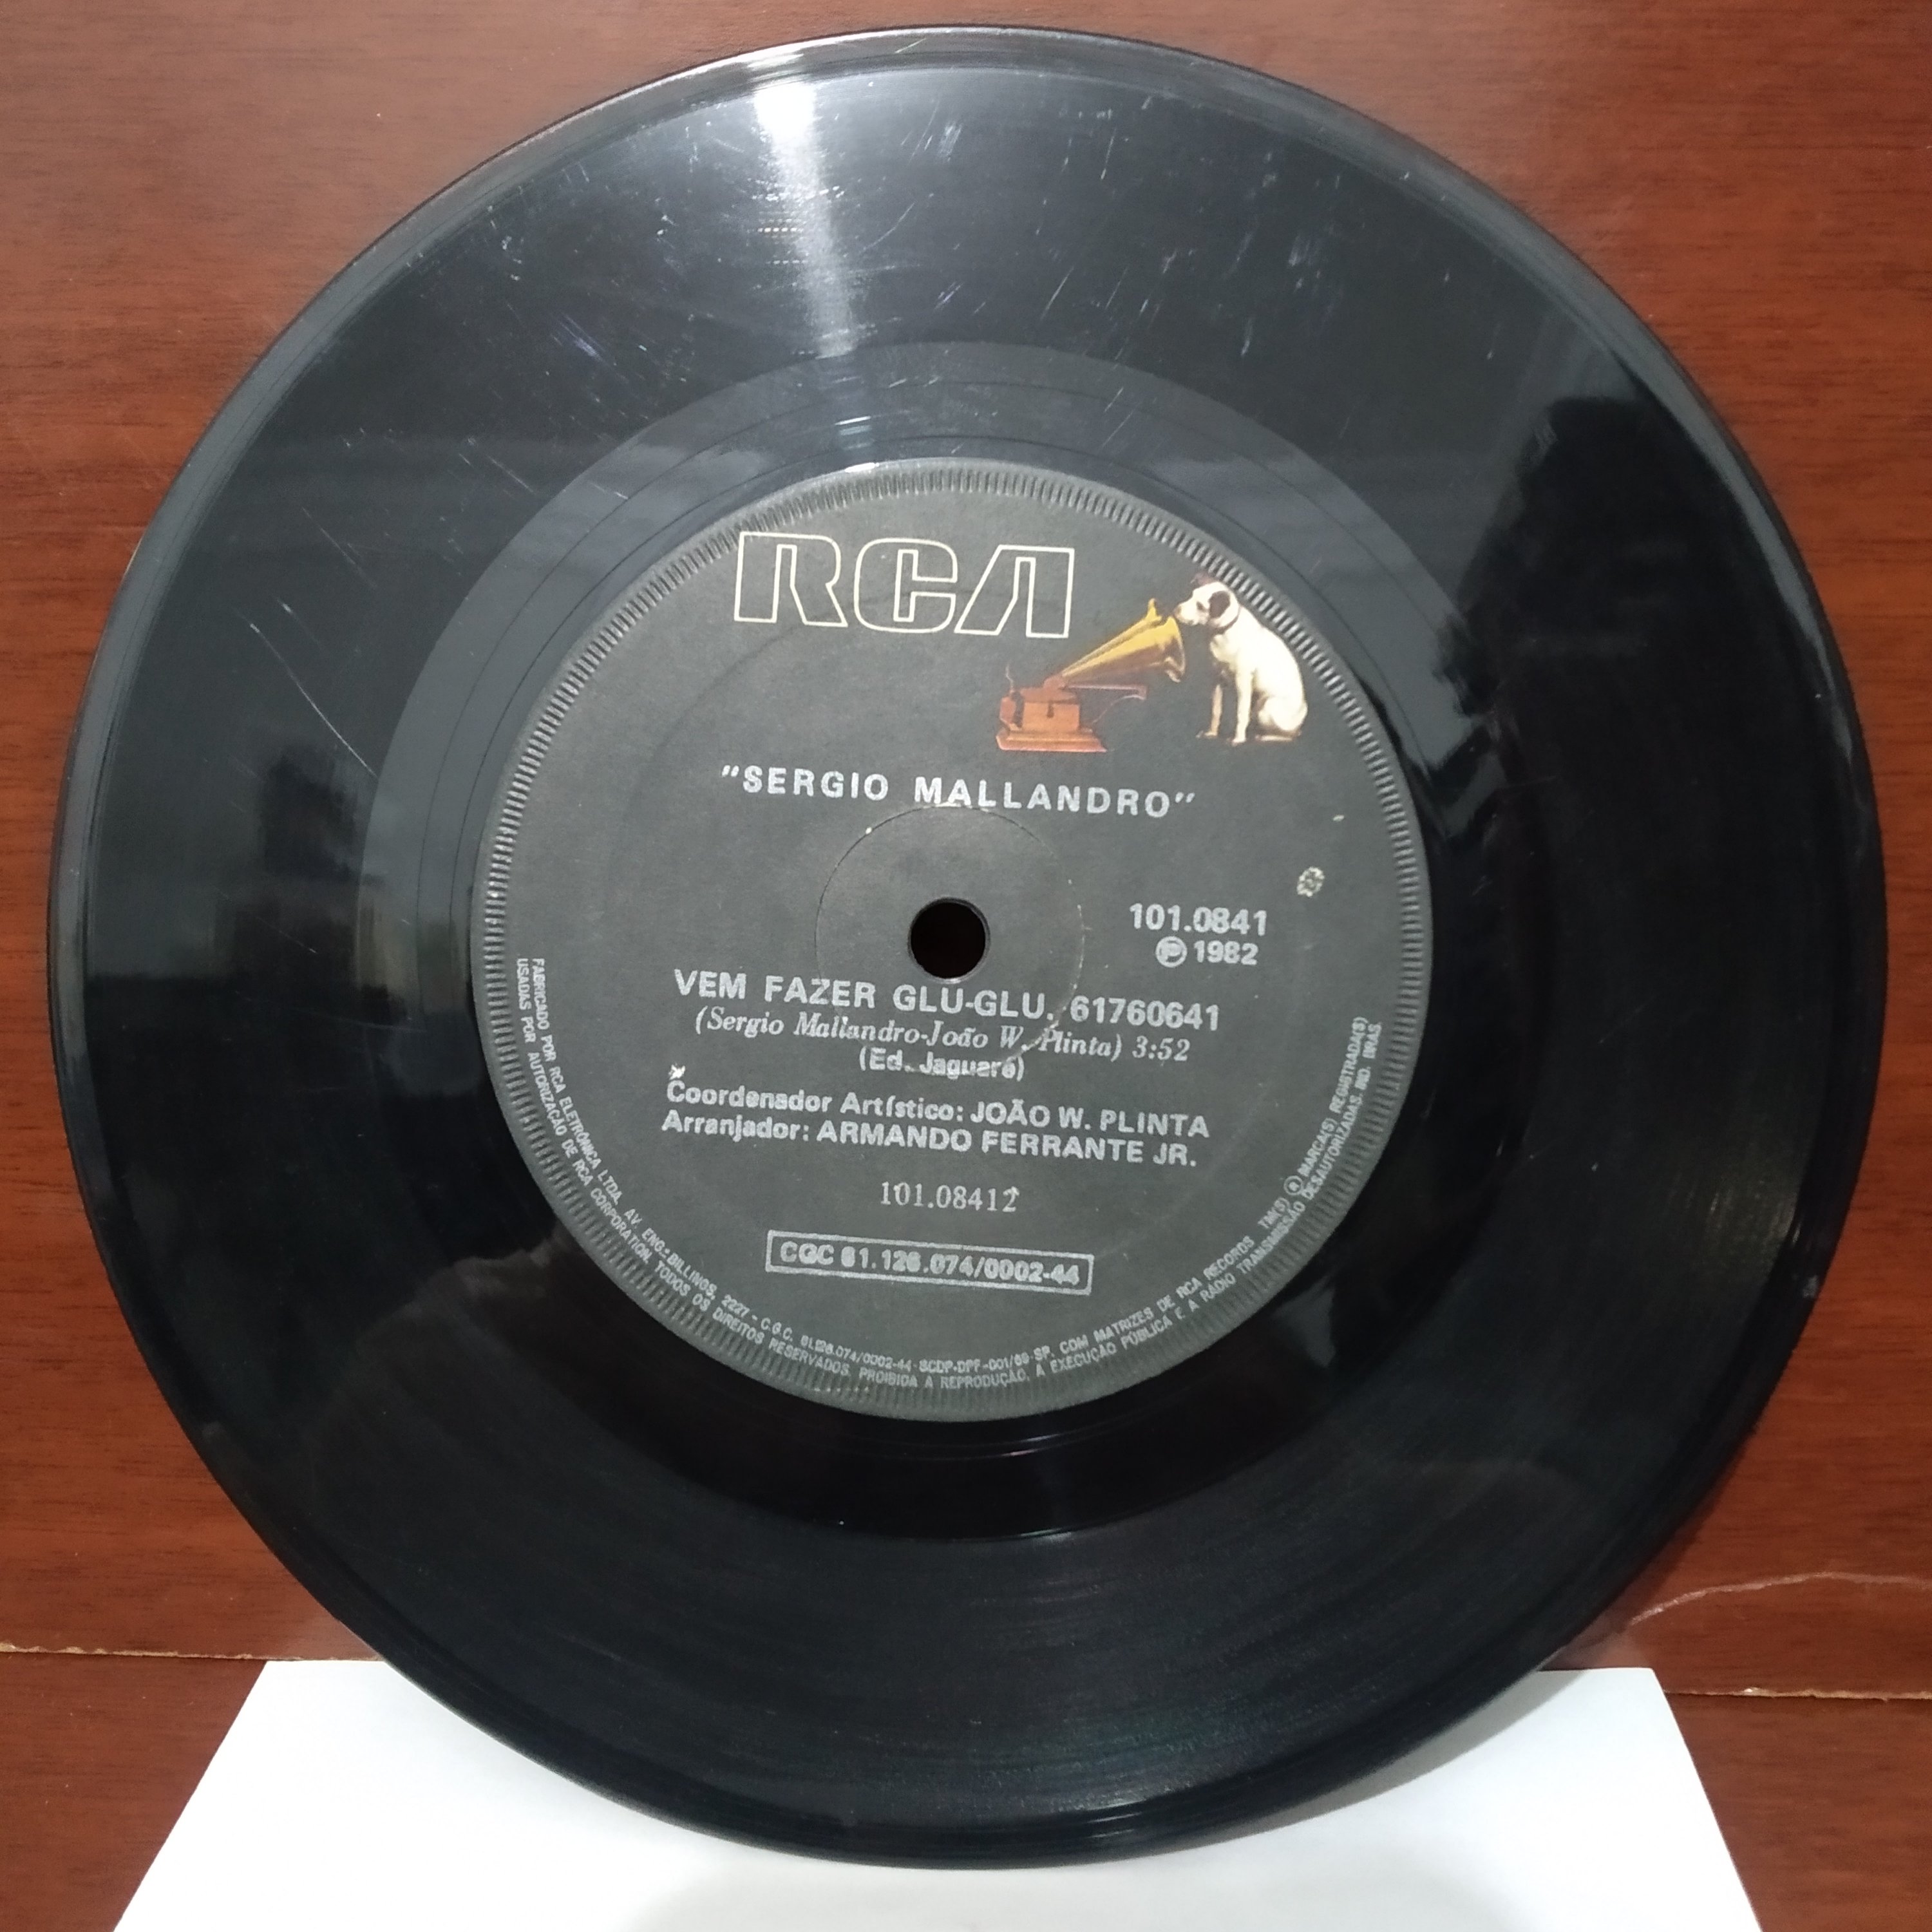 RCA
"SERGIO MALLANDRO"
101.0841
Ⓟ 1982
VEM FAZER GLU-GLU. 61760641
(Sergio Mallandro-João W. Plinta) 3:52
(Ed. Jaguaré)
Coordenador Artístico: JOÃO W. PLINTA
Arranjador: ARMANDO FERRANTE JR.
101.08412
CGC 61.126.074/0002-44
FABRICADO POR RCA ELETRÔNICA LTDA. AV. ENG.º BILLINGS, 2227 - C.G.C. 61.126.074/0002-44 - SCDP-DPF-001/69-SP. COM MATRIZES DE RCA RECORDS TMK(S) ® MARCA(S) REGISTRADA(S)
USADAS POR AUTORIZAÇÃO DE RCA CORPORATION. TODOS OS DIREITOS RESERVADOS. PROIBIDA A REPRODUÇÃO, A EXECUÇÃO PÚBLICA E A RÁDIO TRANSMISSÃO DESAUTORIZADAS. IND. BRAS.